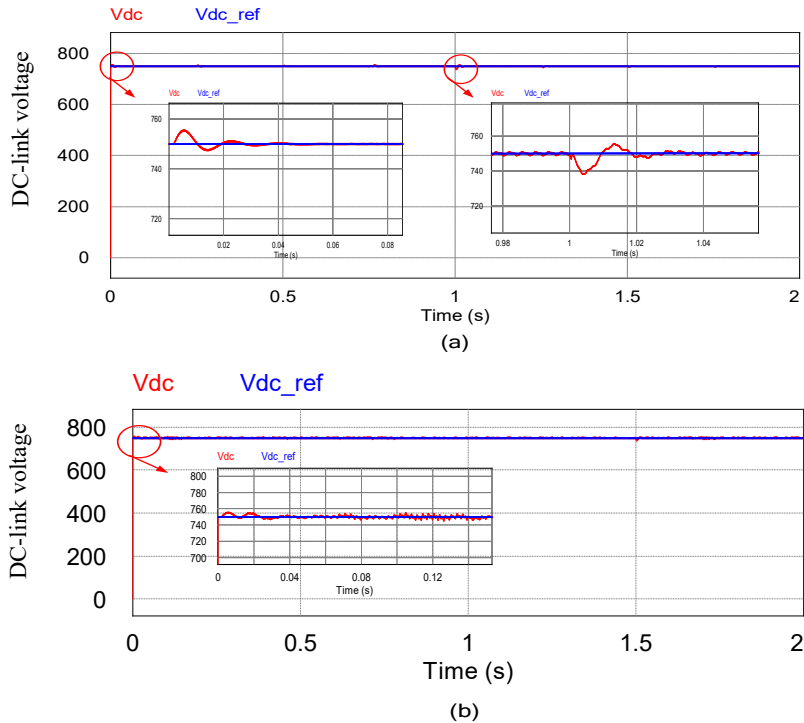 Vdc Vdc_ref
800
600
400
200
0
DC-link voltage
Vdc Vdc_ref
760
740
720
0.02 0.04 0.06 0.08
Time (s)
Vdc Vdc_ref
760
740
720
0.98 1 1.02 1.04
Time (s)
0 0.5 1 1.5 2
Time (s)
(a)
Vdc Vdc_ref
800
600
400
200
0
DC-link voltage
Vdc Vdc_ref
800
780
760
740
720
700
0 0.04 0.08 0.12
Time (s)
0 0.5 1 1.5 2
Time (s)
(b)